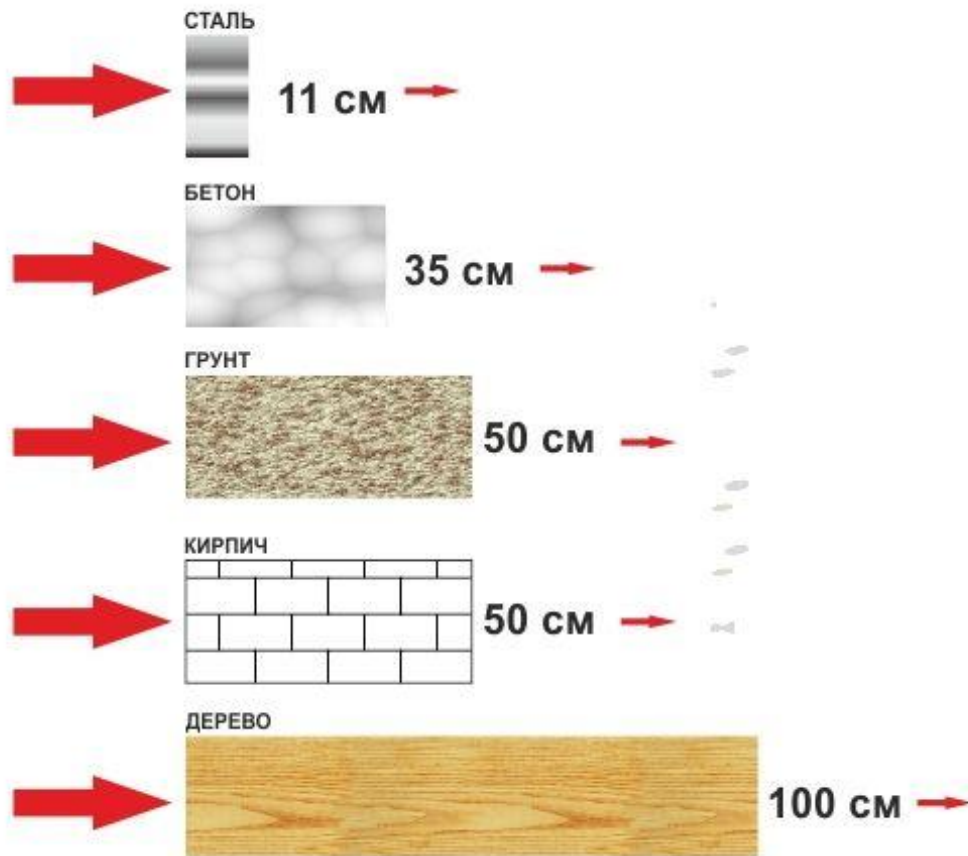 СТАЛЬ
11 см
БЕТОН
35 см
ГРУНТ
50 см
КИРПИЧ
50 см
ДЕРЕВО
100 см